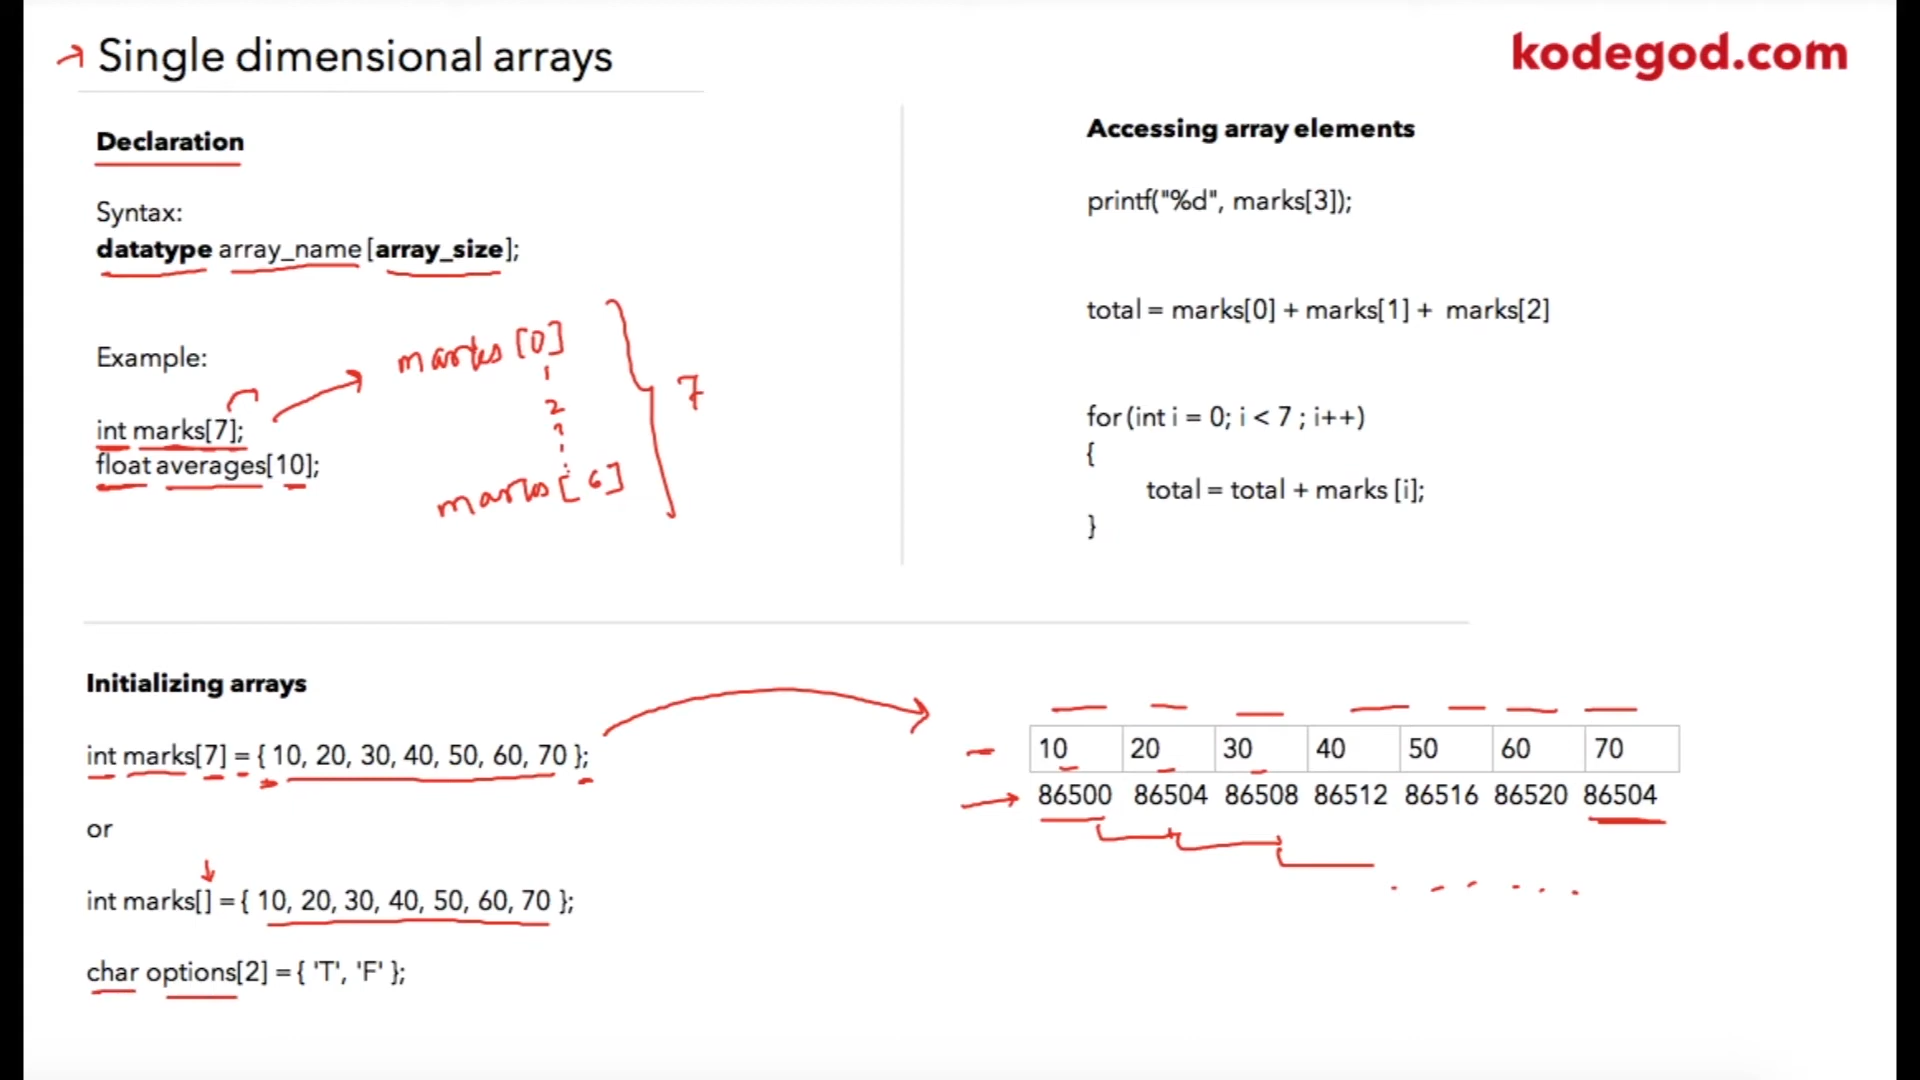 Single dimensional arrays
kodegod.com
Declaration
Syntax:
datatype array_name [array_size];
Example:
int marks[7];
float averages[10];
marks [0]
1
2
marks [6]
7
Accessing array elements
printf("%d", marks[3]);
total = marks[0] + marks[1] + marks[2]
for (int i = 0; i < 7 ; i++)
{
total = total + marks [i];
}
Initializing arrays
int marks[7] = { 10, 20, 30, 40, 50, 60, 70 };
or
int marks[] = { 10, 20, 30, 40, 50, 60, 70 };
char options[2] = { 'T', 'F' };
10 20 30 40 50 60 70
86500 86504 86508 86512 86516 86520 86504